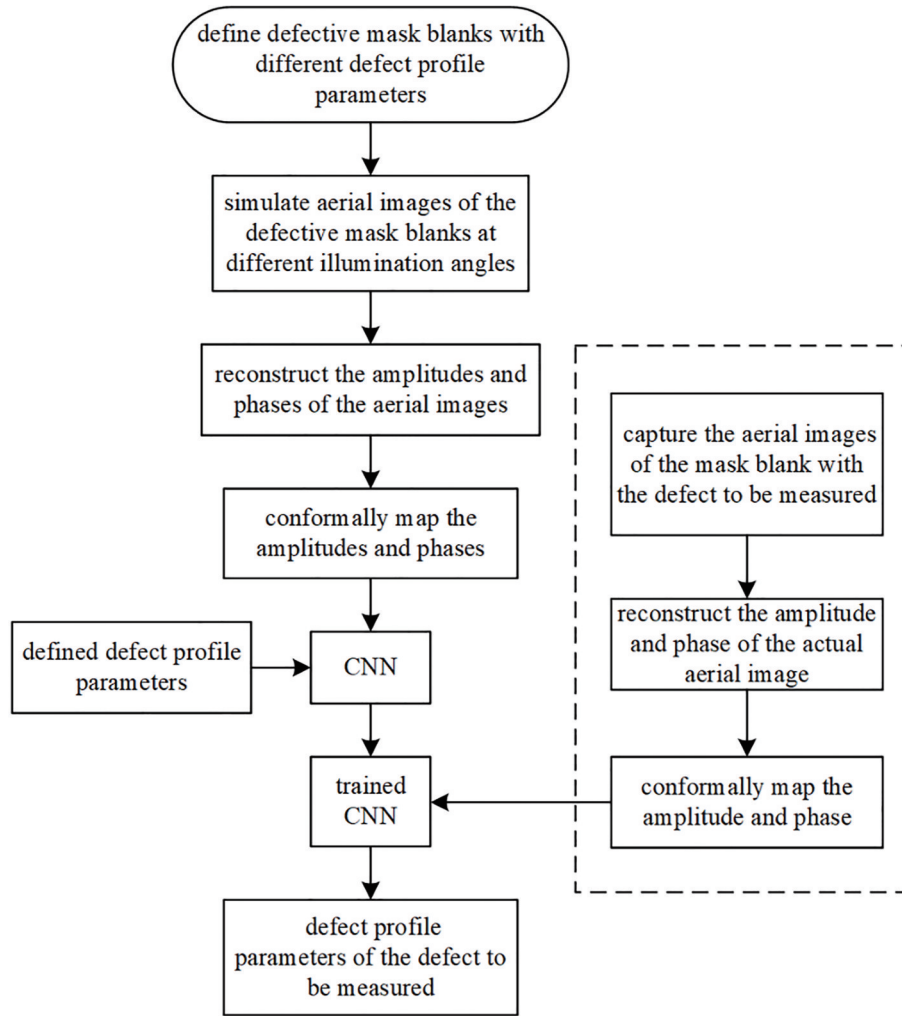 define defective mask blanks with
different defect profile
parameters
simulate aerial images of the
defective mask blanks at
different illumination angles
reconstruct the amplitudes and
phases of the aerial images
conformally map the
amplitudes and phases
defined defect profile
parameters
CNN
trained
CNN
defect profile
parameters of the defect to
be measured
capture the aerial images
of the mask blank with
the defect to be measured
reconstruct the amplitude
and phase of the actual
aerial image
conformally map the
amplitude and phase